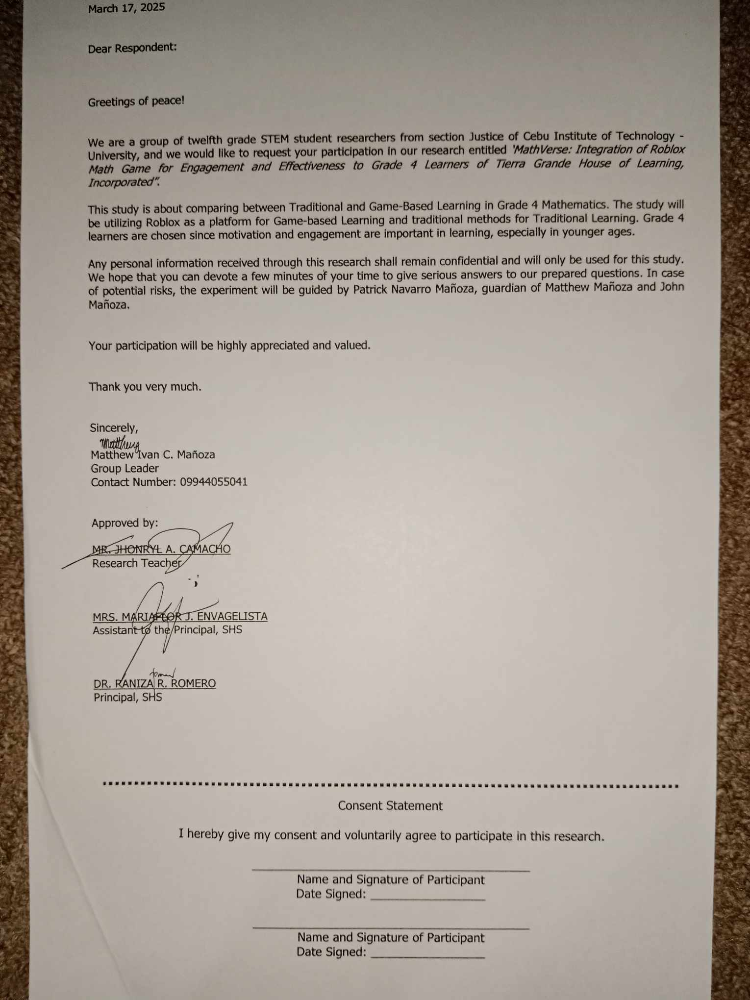 March 17, 2025
Dear Respondent:
Greetings of peace!
We are a group of twelfth grade STEM student researchers from section Justice of Cebu Institute of Technology -
University, and we would like to request your participation in our research entitled 'MathVerse: Integration of Roblox
Math Game for Engagement and Effectiveness to Grade 4 Learners of Tierra Grande House of Learning,
Incorporated”.
This study is about comparing between Traditional and Game-Based Learning in Grade 4 Mathematics. The study will
be utilizing Roblox as a platform for Game-based Learning and traditional methods for Traditional Learning. Grade 4
learners are chosen since motivation and engagement are important in learning, especially in younger ages.
Any personal information received through this research shall remain confidential and will only be used for this study.
We hope that you can devote a few minutes of your time to give serious answers to our prepared questions. In case
of potential risks, the experiment will be guided by Patrick Navarro Mañoza, guardian of Matthew Mañoza and John
Mañoza.
Your participation will be highly appreciated and valued.
Thank you very much.
Sincerely,
Matthew Ivan C. Mañoza
Group Leader
Contact Number: 09944055041
Approved by:
MR. JHONRYL A. CAMACHO
Research Teacher
MRS. MARIAFLOR J. ENVAGELISTA
Assistant to the Principal, SHS
DR. RANIZA R. ROMERO
Principal, SHS
Consent Statement
I hereby give my consent and voluntarily agree to participate in this research.
Name and Signature of Participant
Date Signed: ____________________
Name and Signature of Participant
Date Signed: ____________________